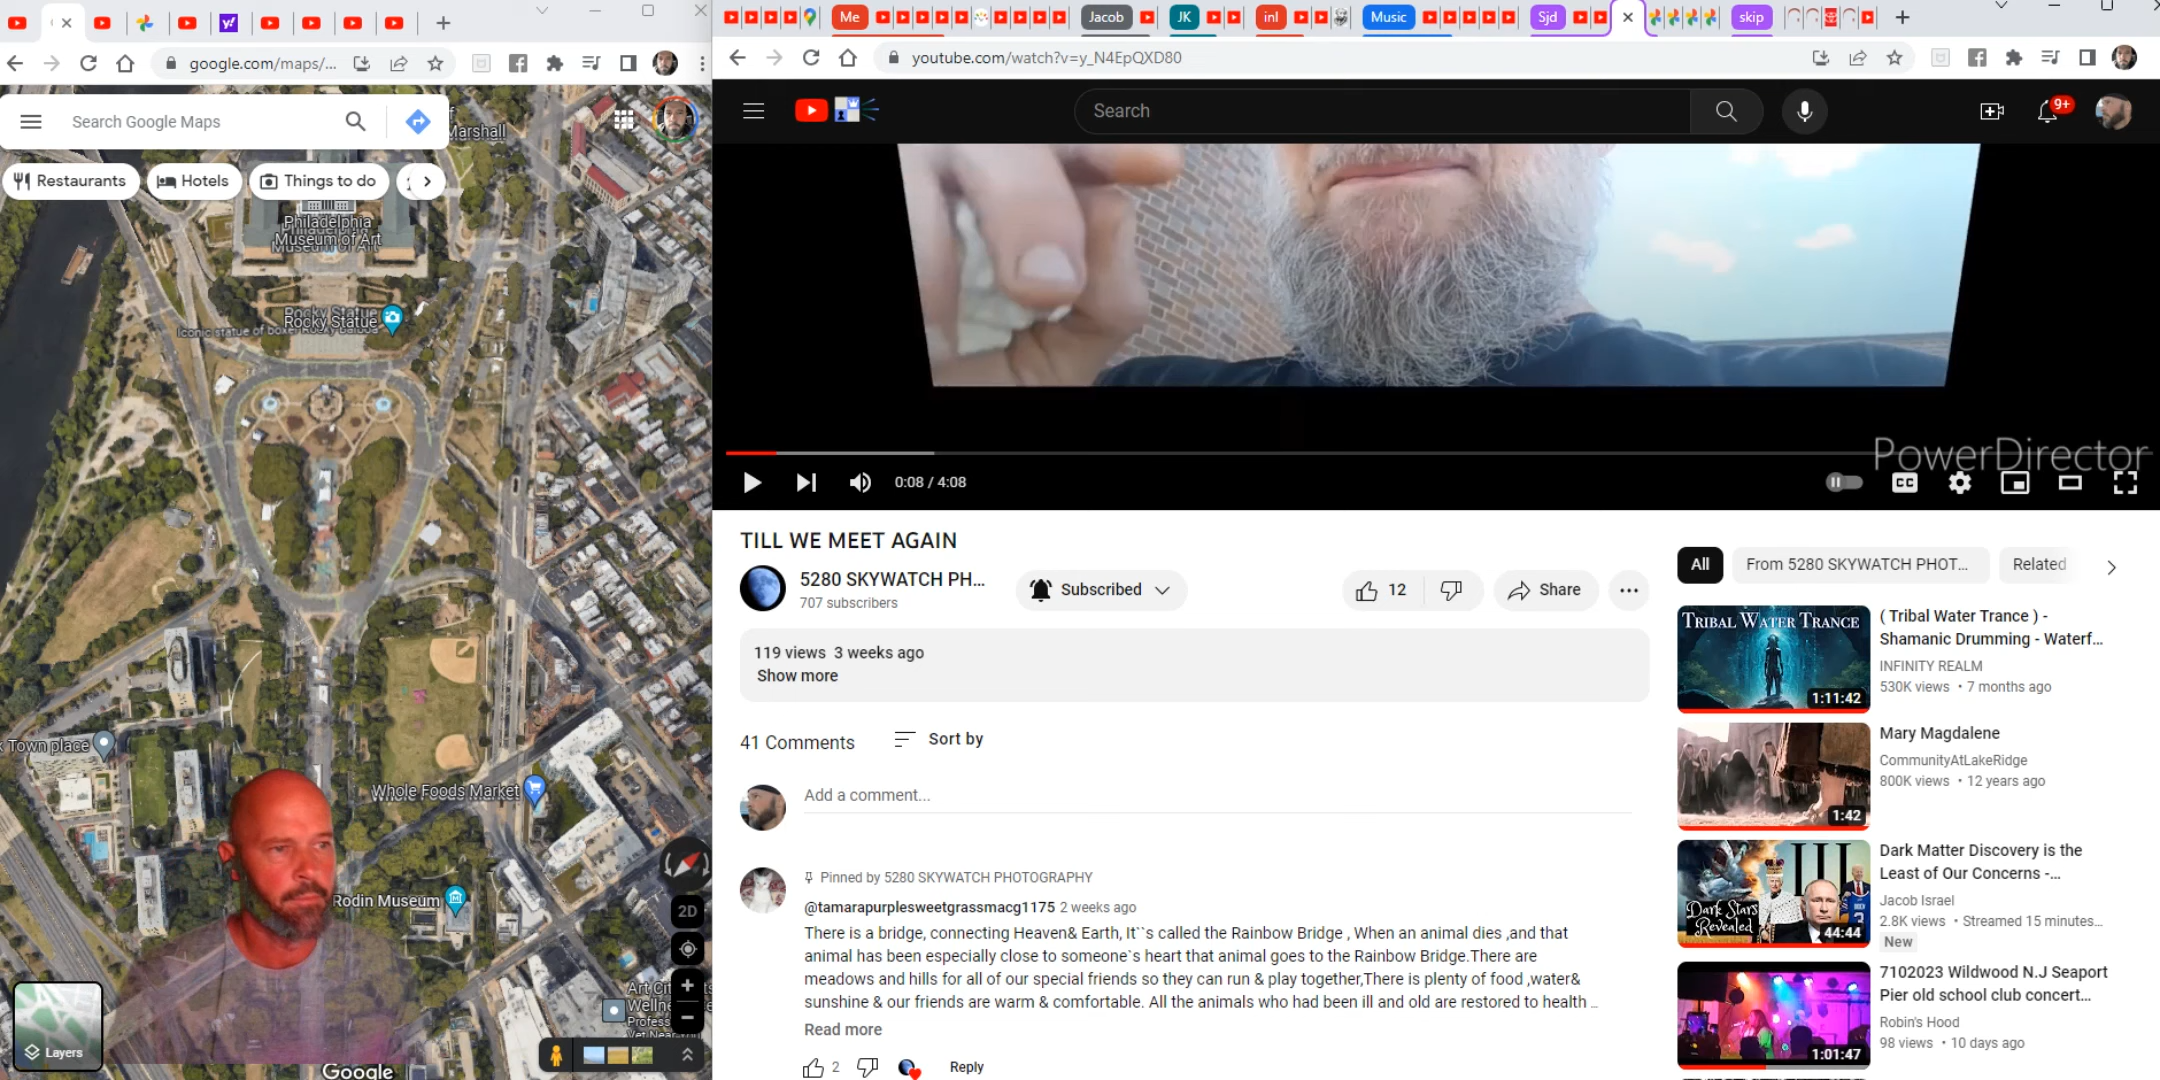 google.com/maps/...
Search Google Maps
Marshall
Restaurants
Hotels
Things to do
Philadelphia
Museum of Art
Rocky Statue
Iconic statue of boxer Rocky Balboa
Town place
Whole Foods Market
Rodin Museum
2D
Layers
Google
Me
Jacob
JK
inl
Music
Sjd
skip
youtube.com/watch?v=y_N4EpQXD80
Search
9+
PowerDirector
0:08 / 4:08
CC
TILL WE MEET AGAIN
5280 SKYWATCH PH...
707 subscribers
Subscribed
12
Share
119 views 3 weeks ago
Show more
41 Comments
Sort by
Add a comment...
Pinned by 5280 SKYWATCH PHOTOGRAPHY
@tamarapurplesweetgrassmacg1175 2 weeks ago
There is a bridge, connecting Heaven& Earth, It``s called the Rainbow Bridge , When an animal dies ,and that
animal has been especially close to someone`s heart that animal goes to the Rainbow Bridge.There are
meadows and hills for all of our special friends so they can run & play together,There is plenty of food ,water&
sunshine & our friends are warm & comfortable. All the animals who had been ill and old are restored to health ...
Read more
2
Reply
All
From 5280 SKYWATCH PHOT...
Related
TRIBAL WATER TRANCE
1:11:42
( Tribal Water Trance ) -
Shamanic Drumming - Waterf...
INFINITY REALM
530K views • 7 months ago
1:42
Mary Magdalene
CommunityAtLakeRidge
800K views • 12 years ago
III
Dark Stars
Revealed
44:44
Dark Matter Discovery is the
Least of Our Concerns -...
Jacob Israel
2.8K views • Streamed 15 minutes...
New
1:01:47
7102023 Wildwood N.J Seaport
Pier old school club concert...
Robin's Hood
98 views • 10 days ago